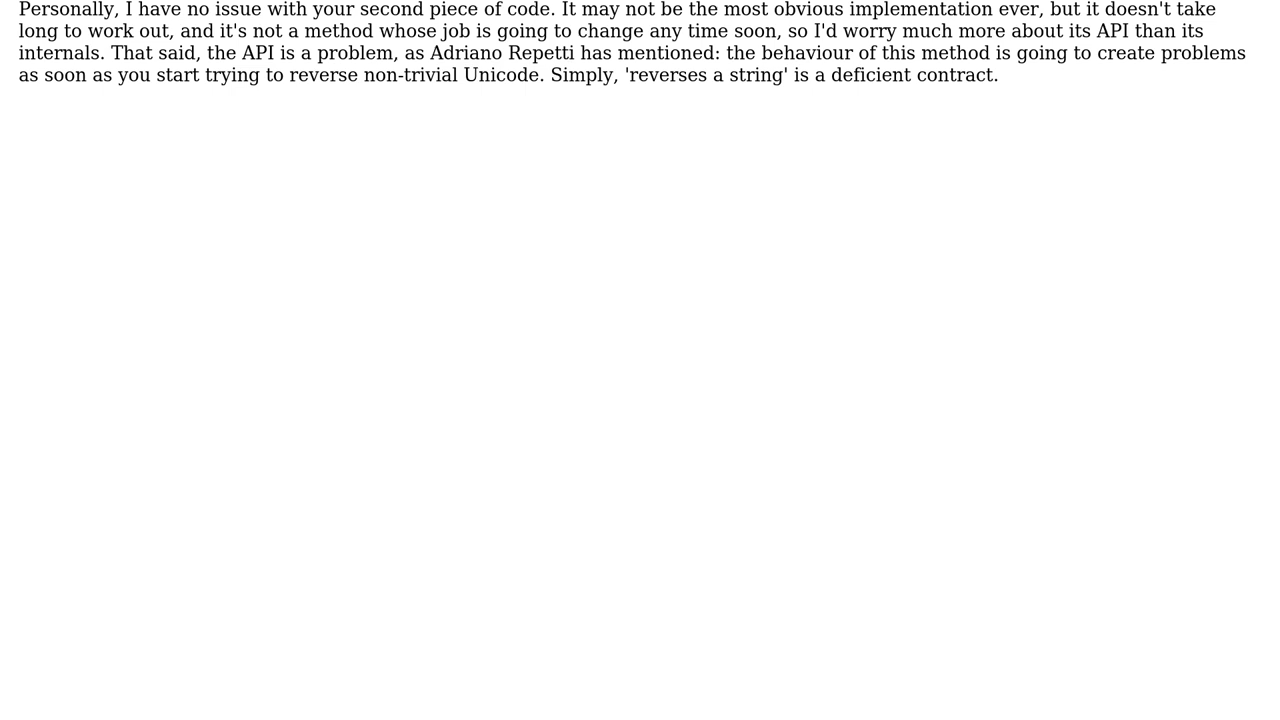 Personally, I have no issue with your second piece of code. It may not be the most obvious implementation ever, but it doesn't take
long to work out, and it's not a method whose job is going to change any time soon, so I'd worry much more about its API than its
internals. That said, the API is a problem, as Adriano Repetti has mentioned: the behaviour of this method is going to create problems
as soon as you start trying to reverse non-trivial Unicode. Simply, 'reverses a string' is a deficient contract.